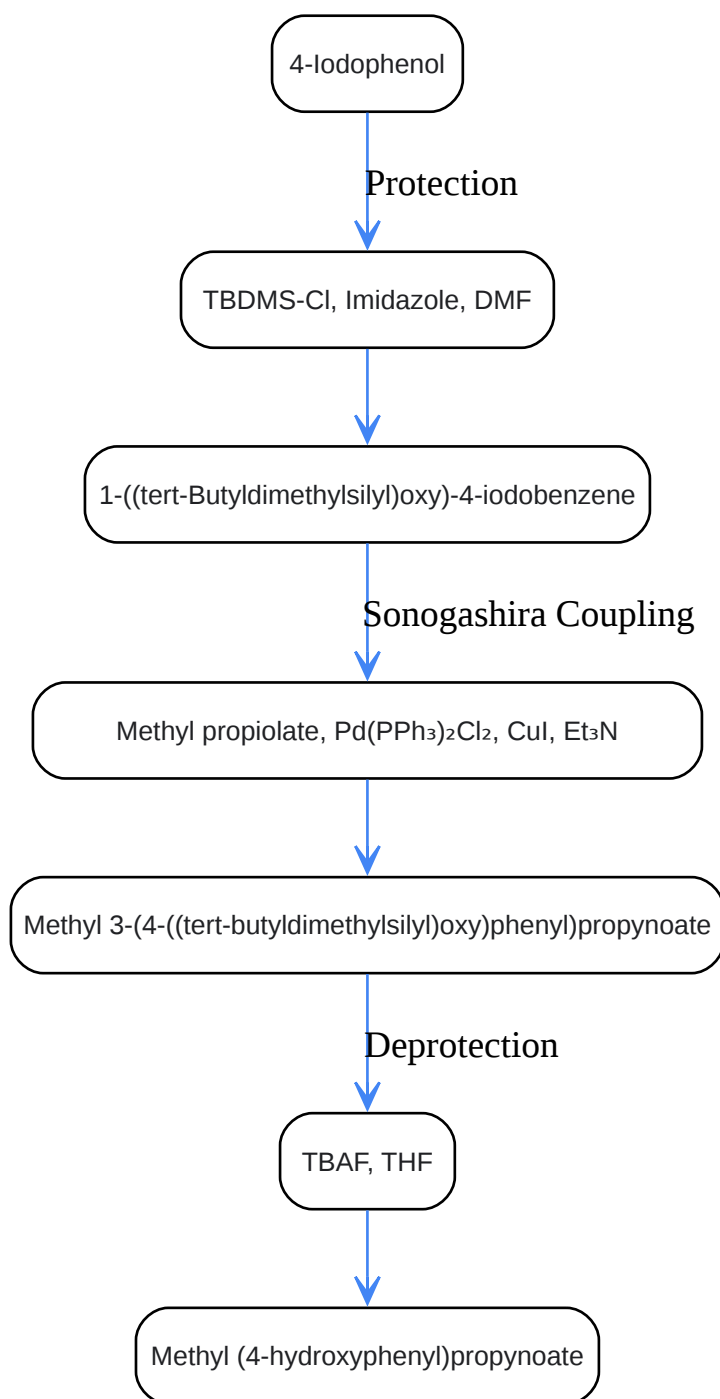 4-Iodophenol
Protection
TBDMS-Cl, Imidazole, DMF
1-((tert-Butyldimethylsilyl)oxy)-4-iodobenzene
Sonogashira Coupling
Methyl propiolate, Pd(PPh₃)₂Cl₂, CuI, Et₃N
Methyl 3-(4-((tert-butyldimethylsilyl)oxy)phenyl)propynoate
Deprotection
TBAF, THF
Methyl (4-hydroxyphenyl)propynoate